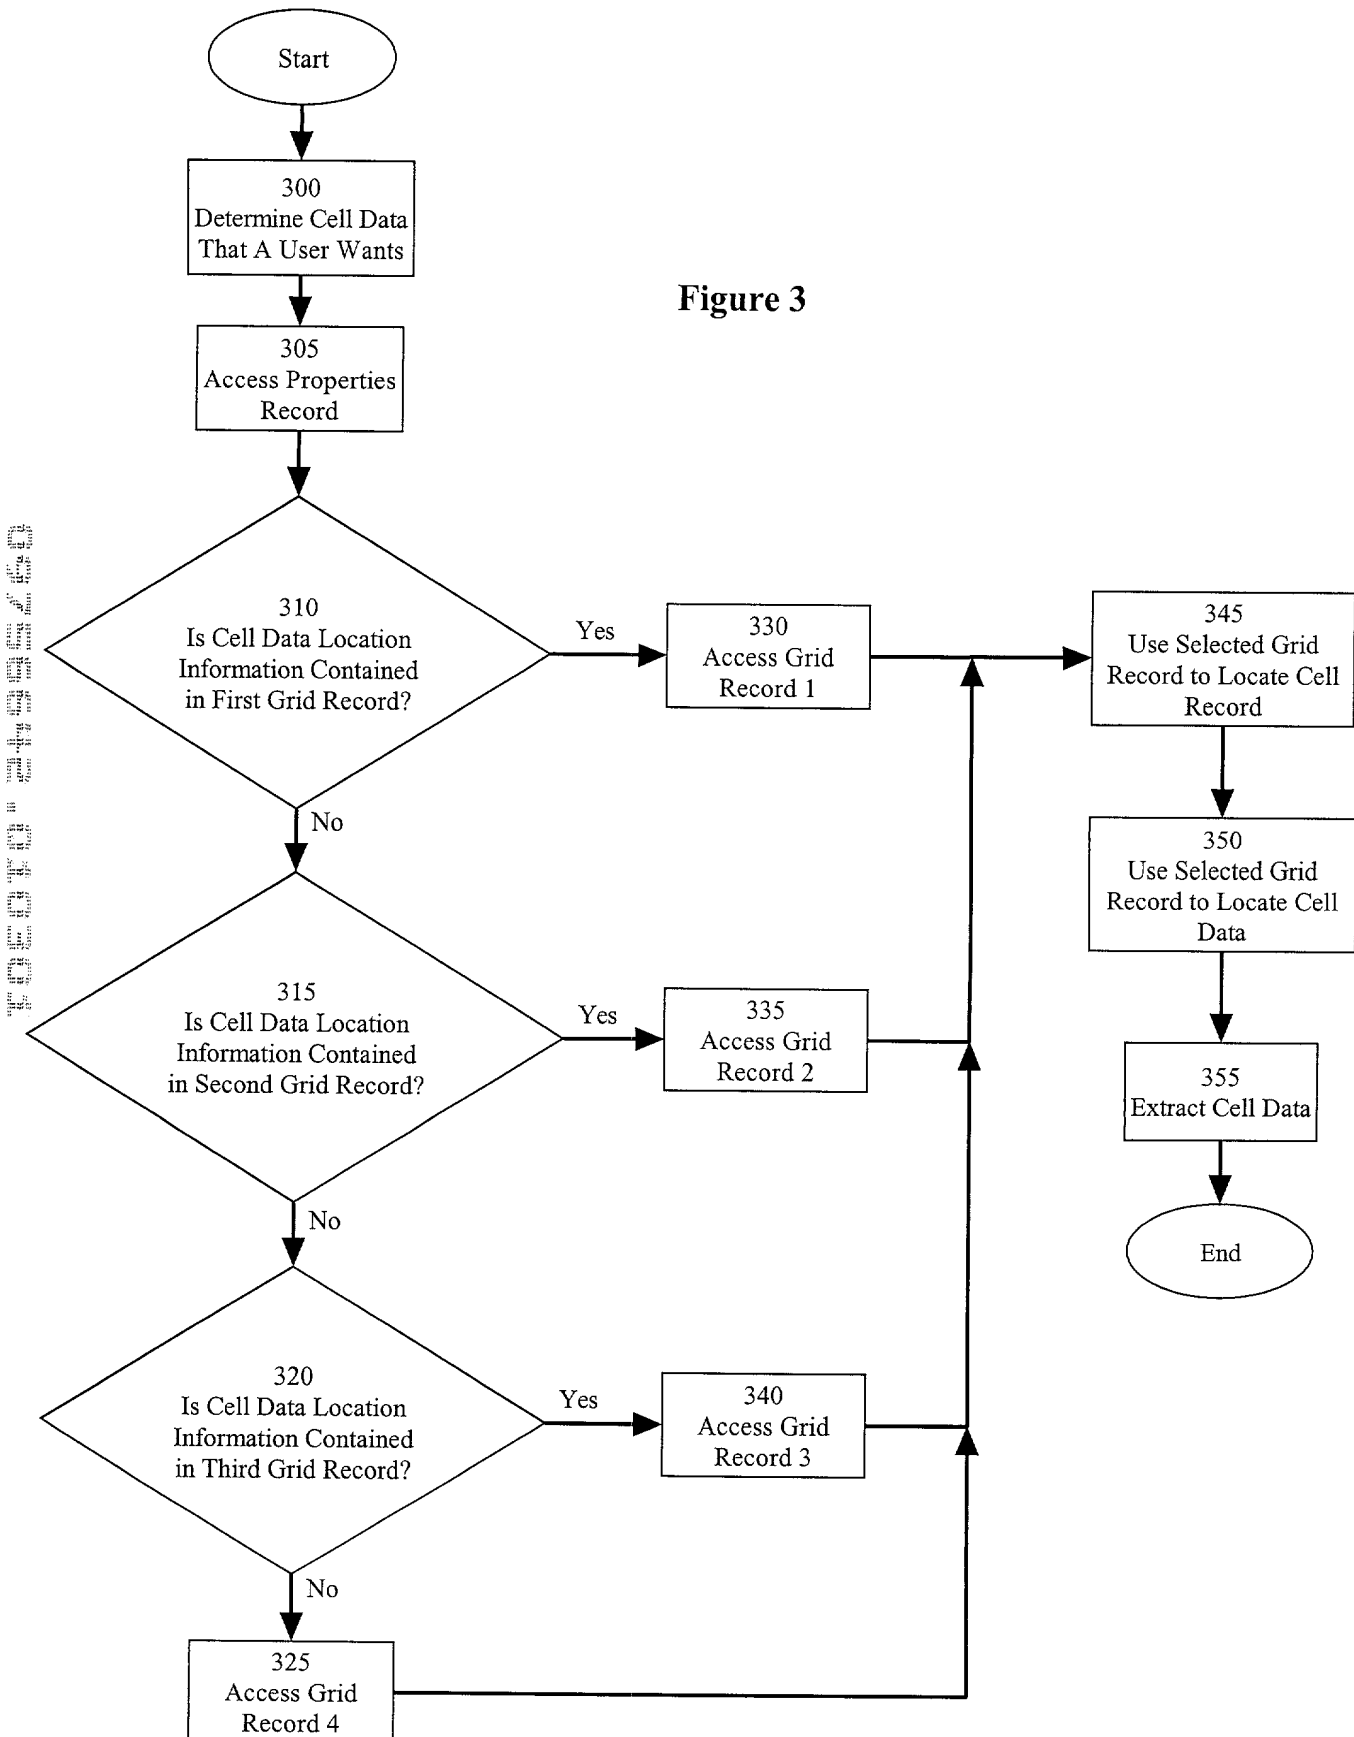 Start
300
Determine Cell Data
That A User Wants
Figure 3
305
Access Properties
Record
310
Is Cell Data Location
Information Contained
in First Grid Record?
Yes
330
Access Grid
Record 1
345
Use Selected Grid
Record to Locate Cell
Record
No
350
Use Selected Grid
Record to Locate Cell
Data
315
Is Cell Data Location
Information Contained
in Second Grid Record?
Yes
335
Access Grid
Record 2
355
Extract Cell Data
No
End
320
Is Cell Data Location
Information Contained
in Third Grid Record?
Yes
340
Access Grid
Record 3
No
325
Access Grid
Record 4